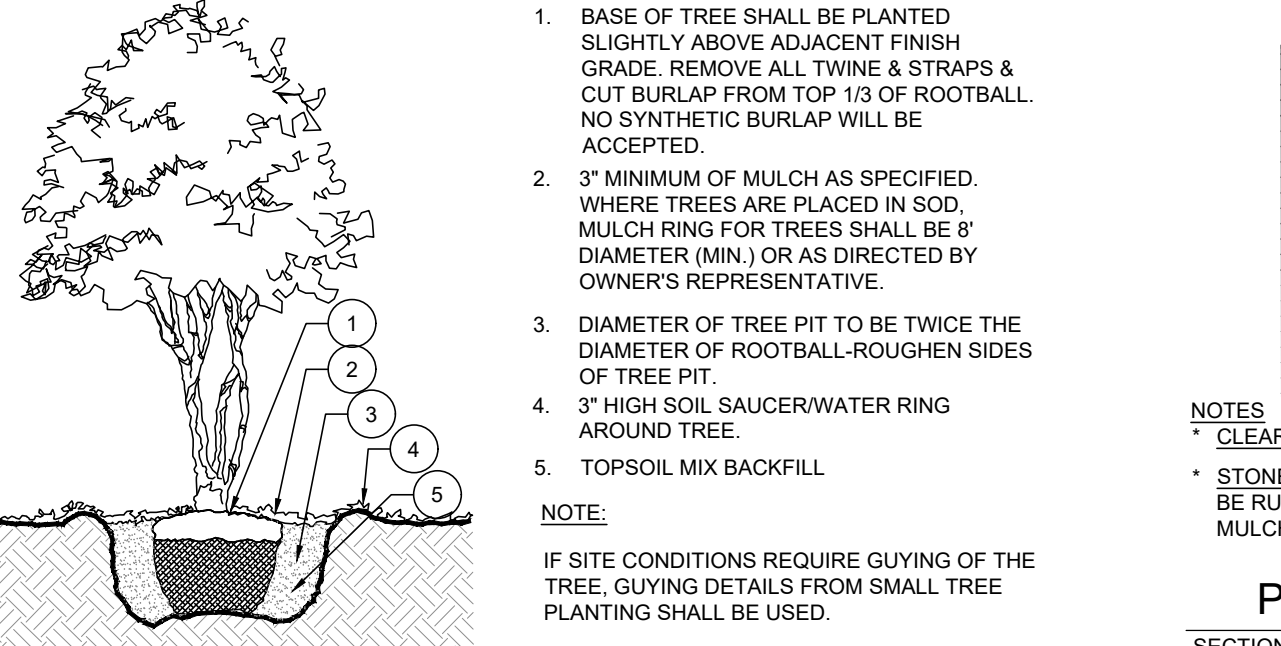 1. BASE OF TREE SHALL BE PLANTED
SLIGHTLY ABOVE ADJACENT FINISH
GRADE. REMOVE ALL TWINE & STRAPS &
CUT BURLAP FROM TOP 1/3 OF ROOTBALL.
NO SYNTHETIC BURLAP WILL BE
ACCEPTED.
2. 3" MINIMUM OF MULCH AS SPECIFIED.
WHERE TREES ARE PLACED IN SOD,
MULCH RING FOR TREES SHALL BE 8'
DIAMETER (MIN.) OR AS DIRECTED BY
OWNER'S REPRESENTATIVE.
3. DIAMETER OF TREE PIT TO BE TWICE THE
DIAMETER OF ROOTBALL-ROUGHEN SIDES
OF TREE PIT.
4. 3" HIGH SOIL SAUCER/WATER RING
AROUND TREE.
5. TOPSOIL MIX BACKFILL
NOTE:
IF SITE CONDITIONS REQUIRE GUYING OF THE
TREE, GUYING DETAILS FROM SMALL TREE
PLANTING SHALL BE USED.
1
2
3
4
5
NOTES
* CLEAR
* STONE
BE RU
MULCH
P
SECTION